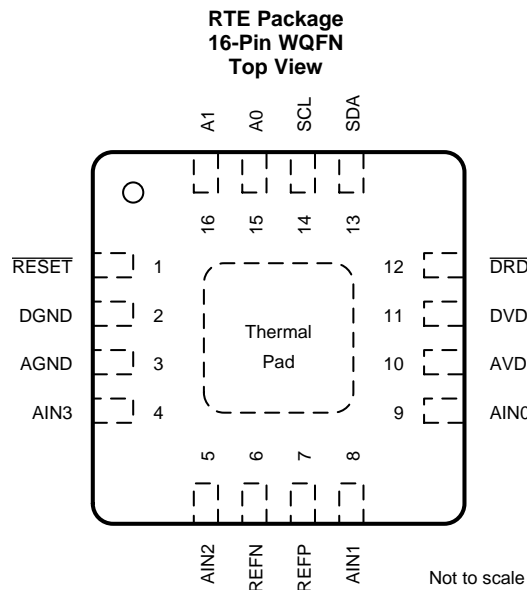 RTE Package
16-Pin WQFN
Top View
A1
A0
SCL
SDA
16
15
14
13
RESET
1
DGND
2
AGND
3
AIN3
4
12
DRD
11
DVD
10
AVD
9
AIN0
Thermal
Pad
5
6
7
8
AIN2
REFN
REFP
AIN1
Not to scale